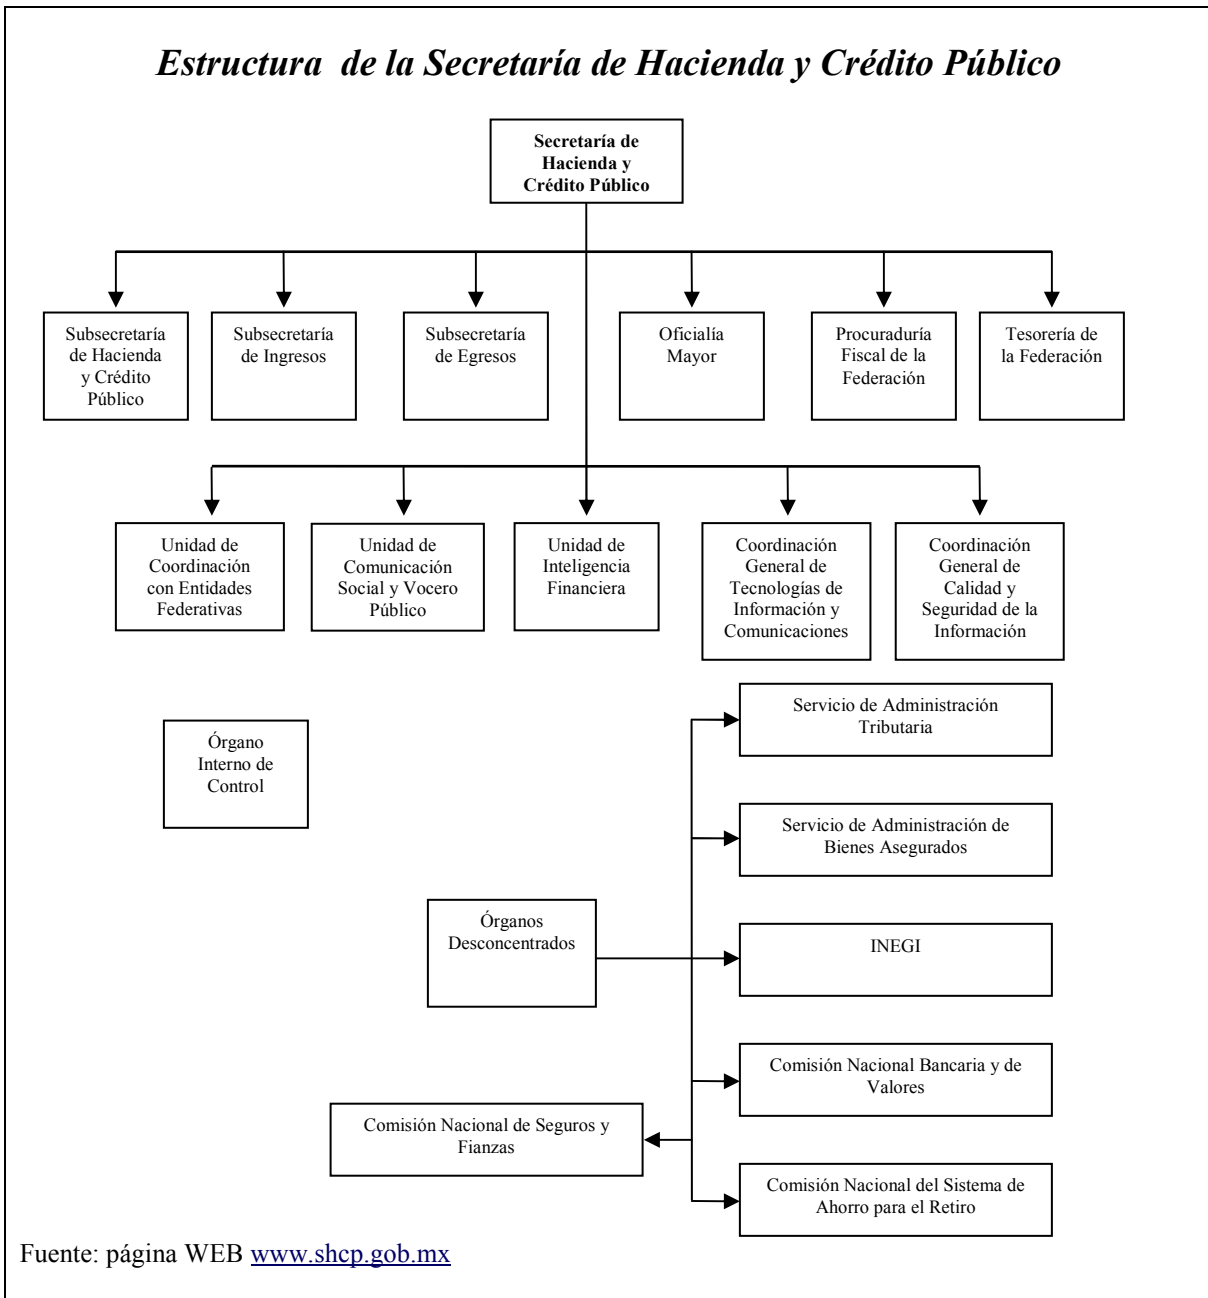 Estructura de la Secretaría de Hacienda y Crédito Público
Secretaría de
Hacienda y
Crédito Público
Subsecretaría
de Hacienda
y Crédito
Público
Subsecretaría
de Ingresos
Subsecretaría
de Egresos
Oficialía
Mayor
Procuraduría
Fiscal de la
Federación
Tesorería de
la Federación
Unidad de
Coordinación
con Entidades
Federativas
Unidad de
Comunicación
Social y Vocero
Público
Unidad de
Inteligencia
Financiera
Coordinación
General de
Tecnologías de
Información y
Comunicaciones
Coordinación
General de
Calidad y
Seguridad de la
Información
Órgano
Interno de
Control
Servicio de Administración
Tributaria
Servicio de Administración de
Bienes Asegurados
Órganos
Desconcentrados
INEGI
Comisión Nacional Bancaria y de
Valores
Comisión Nacional de Seguros y
Fianzas
Comisión Nacional del Sistema de
Ahorro para el Retiro
Fuente: página WEB www.shcp.gob.mx